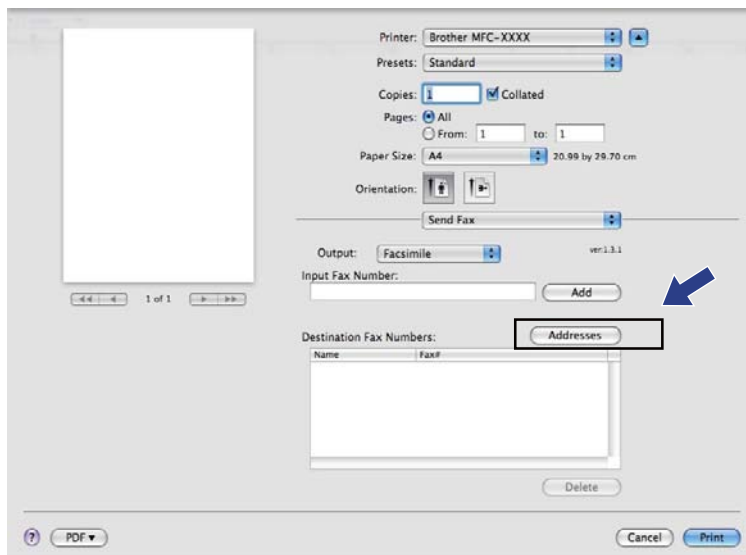 Printer: Brother MFC-XXXX
Presets: Standard
Copies: 1 Collated
Pages: All
From: 1 to: 1
Paper Size: A4 20.99 by 29.70 cm
Orientation:
Send Fax
Output: Facsimile ver:1.3.1
Input Fax Number:
Add
1 of 1
Destination Fax Numbers: Addresses
Name Fax#
Delete
? PDF▼ Cancel Print